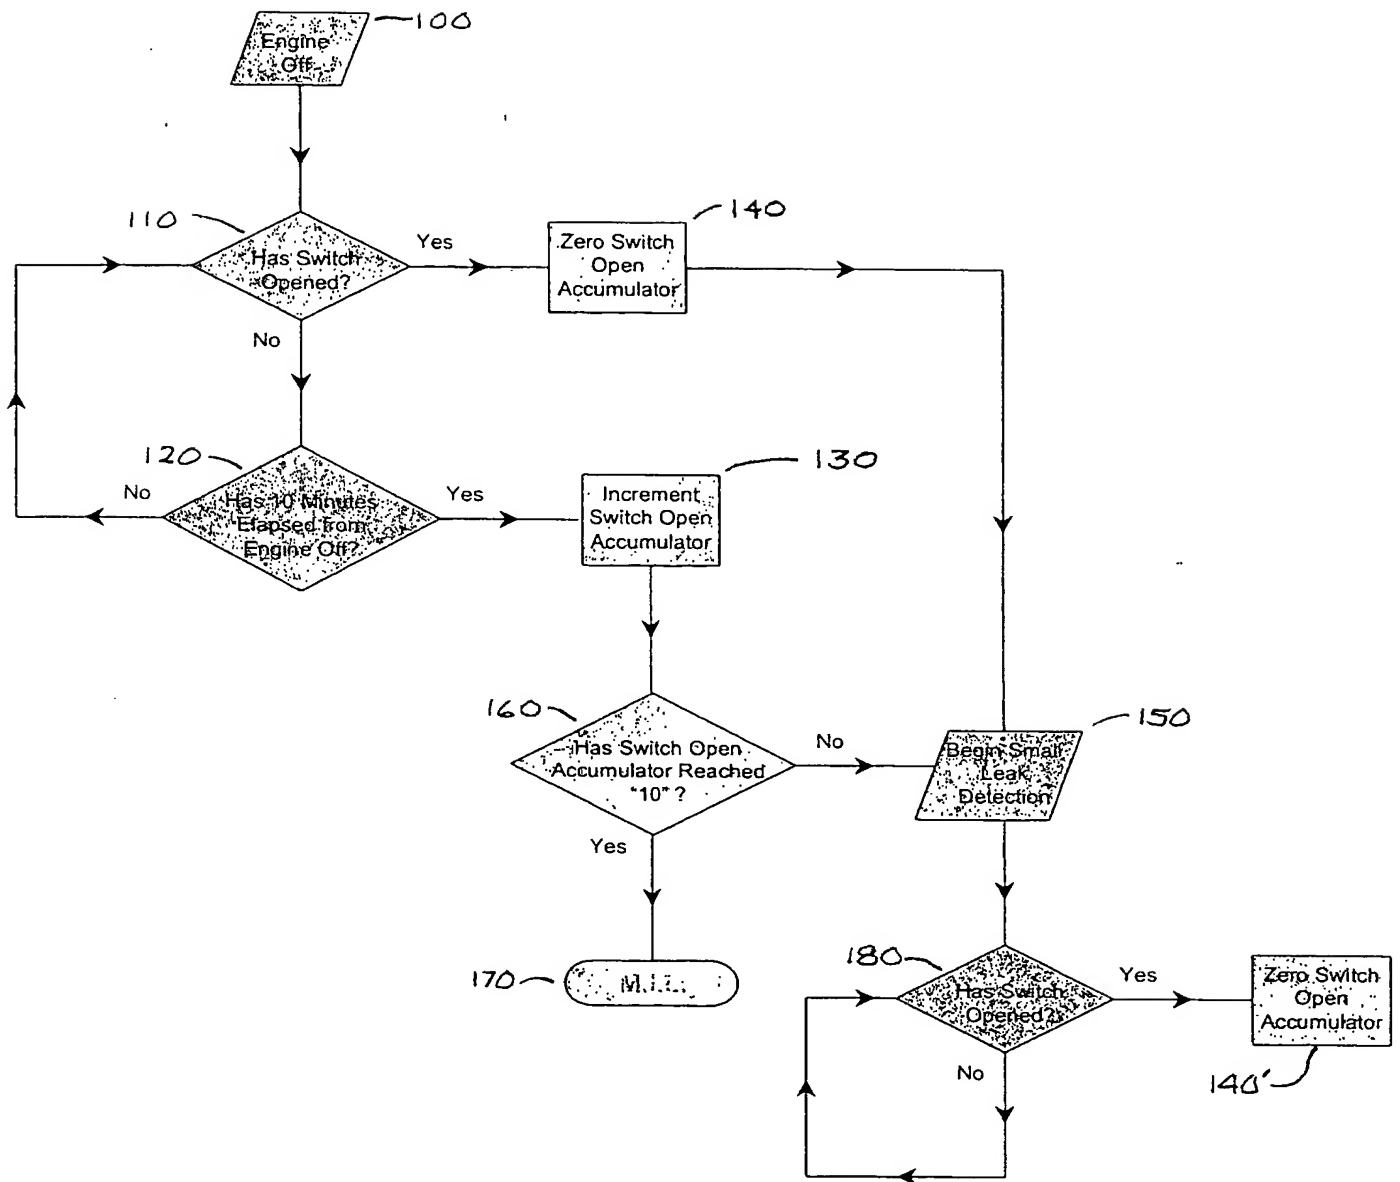 100
Engine
Off
110
Has Switch
Opened?
Yes
No
140
Zero Switch
Open
Accumulator
120
Has 10 Minutes
Elapsed from
Engine Off?
No
Yes
130
Increment
Switch Open
Accumulator
160
Has Switch Open
Accumulator Reached
"10" ?
No
Yes
150
Begin Small
Leak
Detection
170
M.I.L.
180
Has Switch
Opened?
Yes
No
Zero Switch
Open
Accumulator
140'